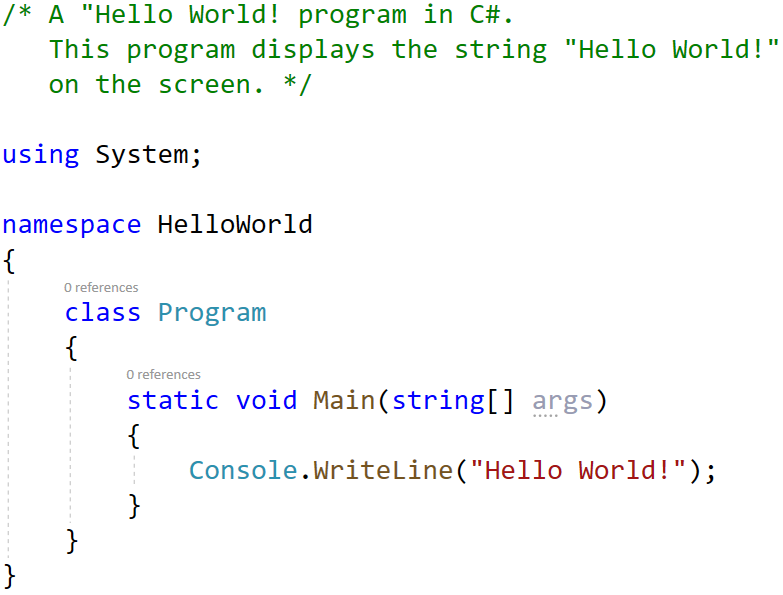 /* A "Hello World! program in C#.
   This program displays the string "Hello World!"
   on the screen. */

using System;

namespace HelloWorld
{
    0 references
    class Program
    {
        0 references
        static void Main(string[] args)
        {
            Console.WriteLine("Hello World!");
        }
    }
}